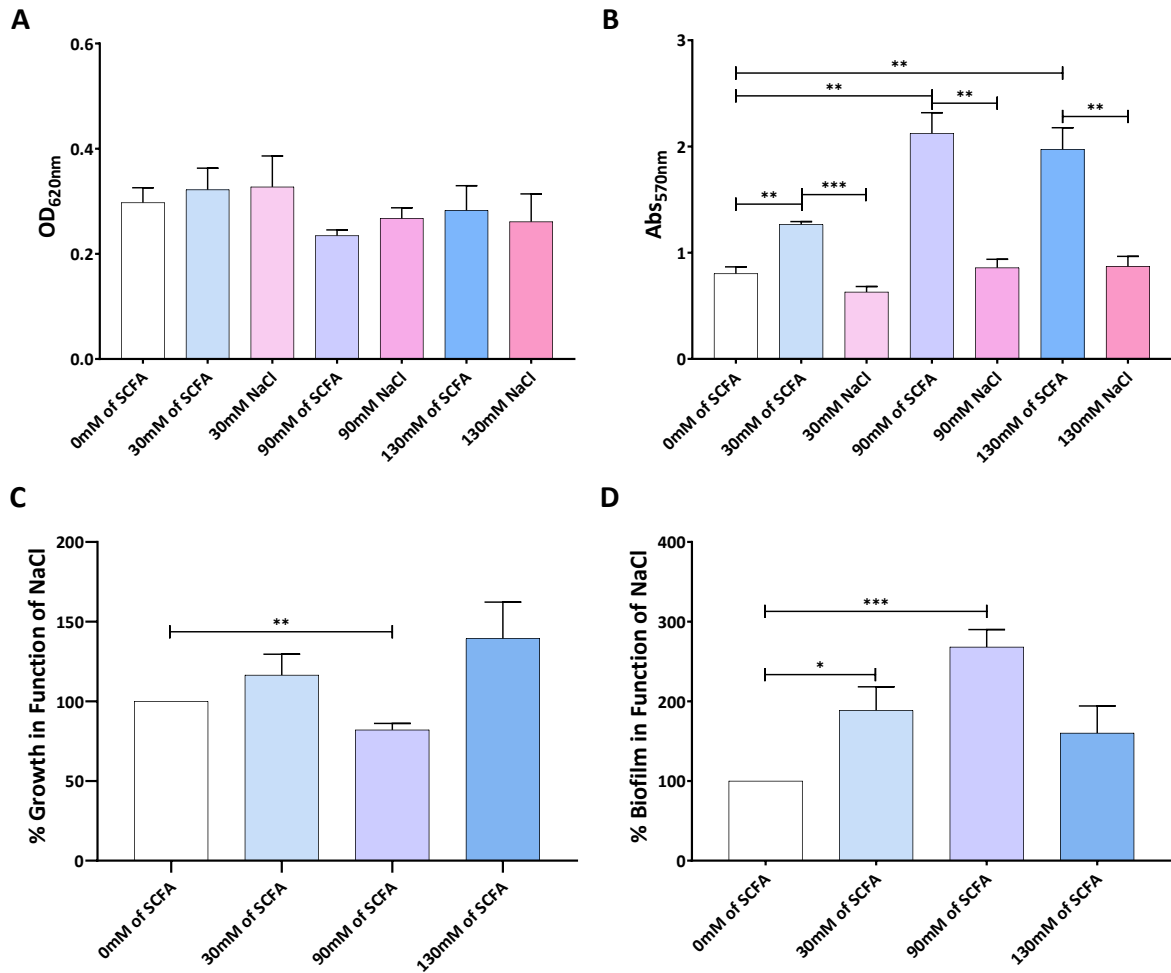 A
OD620nm
0.6
0.4
0.2
0.0
0mM of SCFA
30mM of SCFA
30mM NaCl
90mM of SCFA
90mM NaCl
130mM of SCFA
130mM NaCl
B
Abs570nm
3
2
1
0
**
**
**
**
**
***
0mM of SCFA
30mM of SCFA
30mM NaCl
90mM of SCFA
90mM NaCl
130mM of SCFA
130mM NaCl
C
% Growth in Function of NaCl
200
150
100
50
0
**
0mM of SCFA
30mM of SCFA
90mM of SCFA
130mM of SCFA
D
% Biofilm in Function of NaCl
400
300
200
100
0
***
*
0mM of SCFA
30mM of SCFA
90mM of SCFA
130mM of SCFA